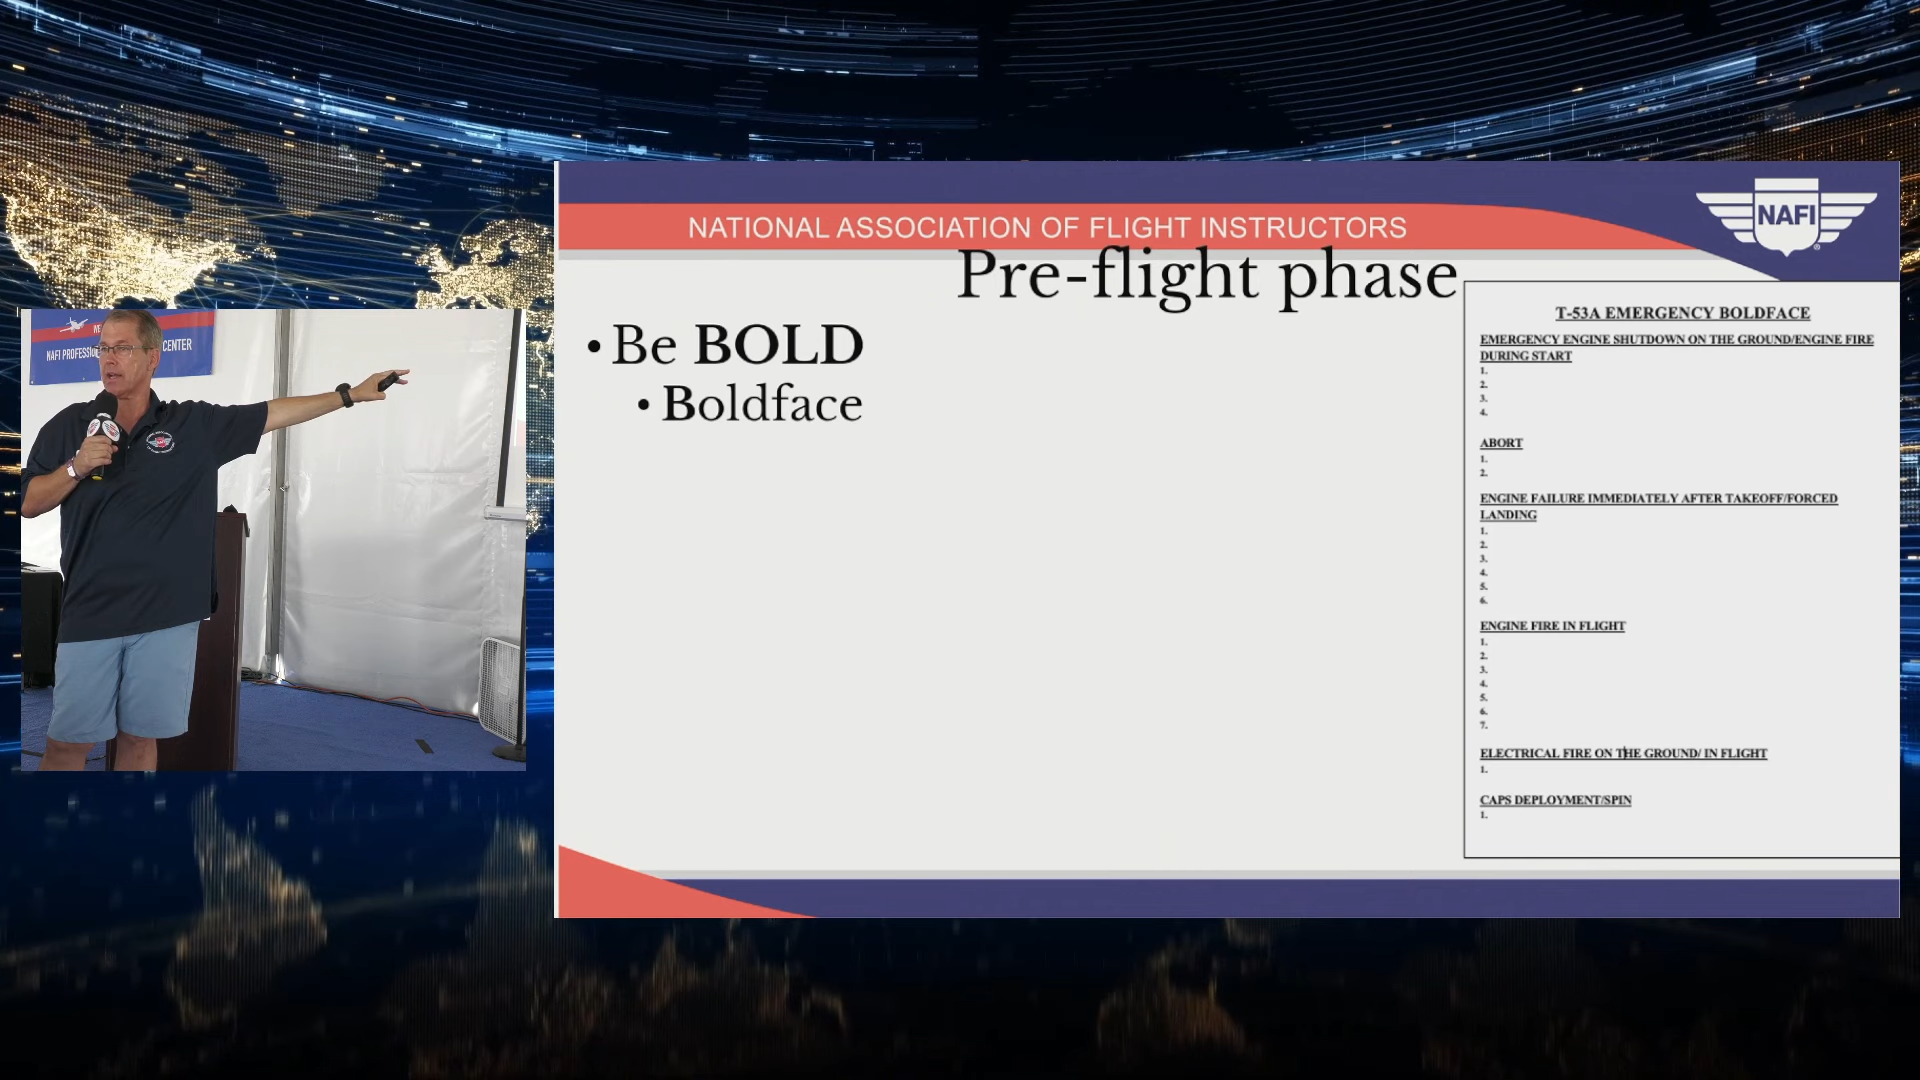 NATIONAL ASSOCIATION OF FLIGHT INSTRUCTORS
NAFI
Pre-flight phase
• Be BOLD
• Boldface
T-53A EMERGENCY BOLDFACE
EMERGENCY ENGINE SHUTDOWN ON THE GROUND/ENGINE FIRE
DURING START
1.
2.
3.
4.
ABORT
1.
2.
ENGINE FAILURE IMMEDIATELY AFTER TAKEOFF/FORCED
LANDING
1.
2.
3.
4.
5.
6.
ENGINE FIRE IN FLIGHT
1.
2.
3.
4.
5.
6.
7.
ELECTRICAL FIRE ON THE GROUND/ IN FLIGHT
1.
CAPS DEPLOYMENT/SPIN
1.
NAFI CENTER
NAFI